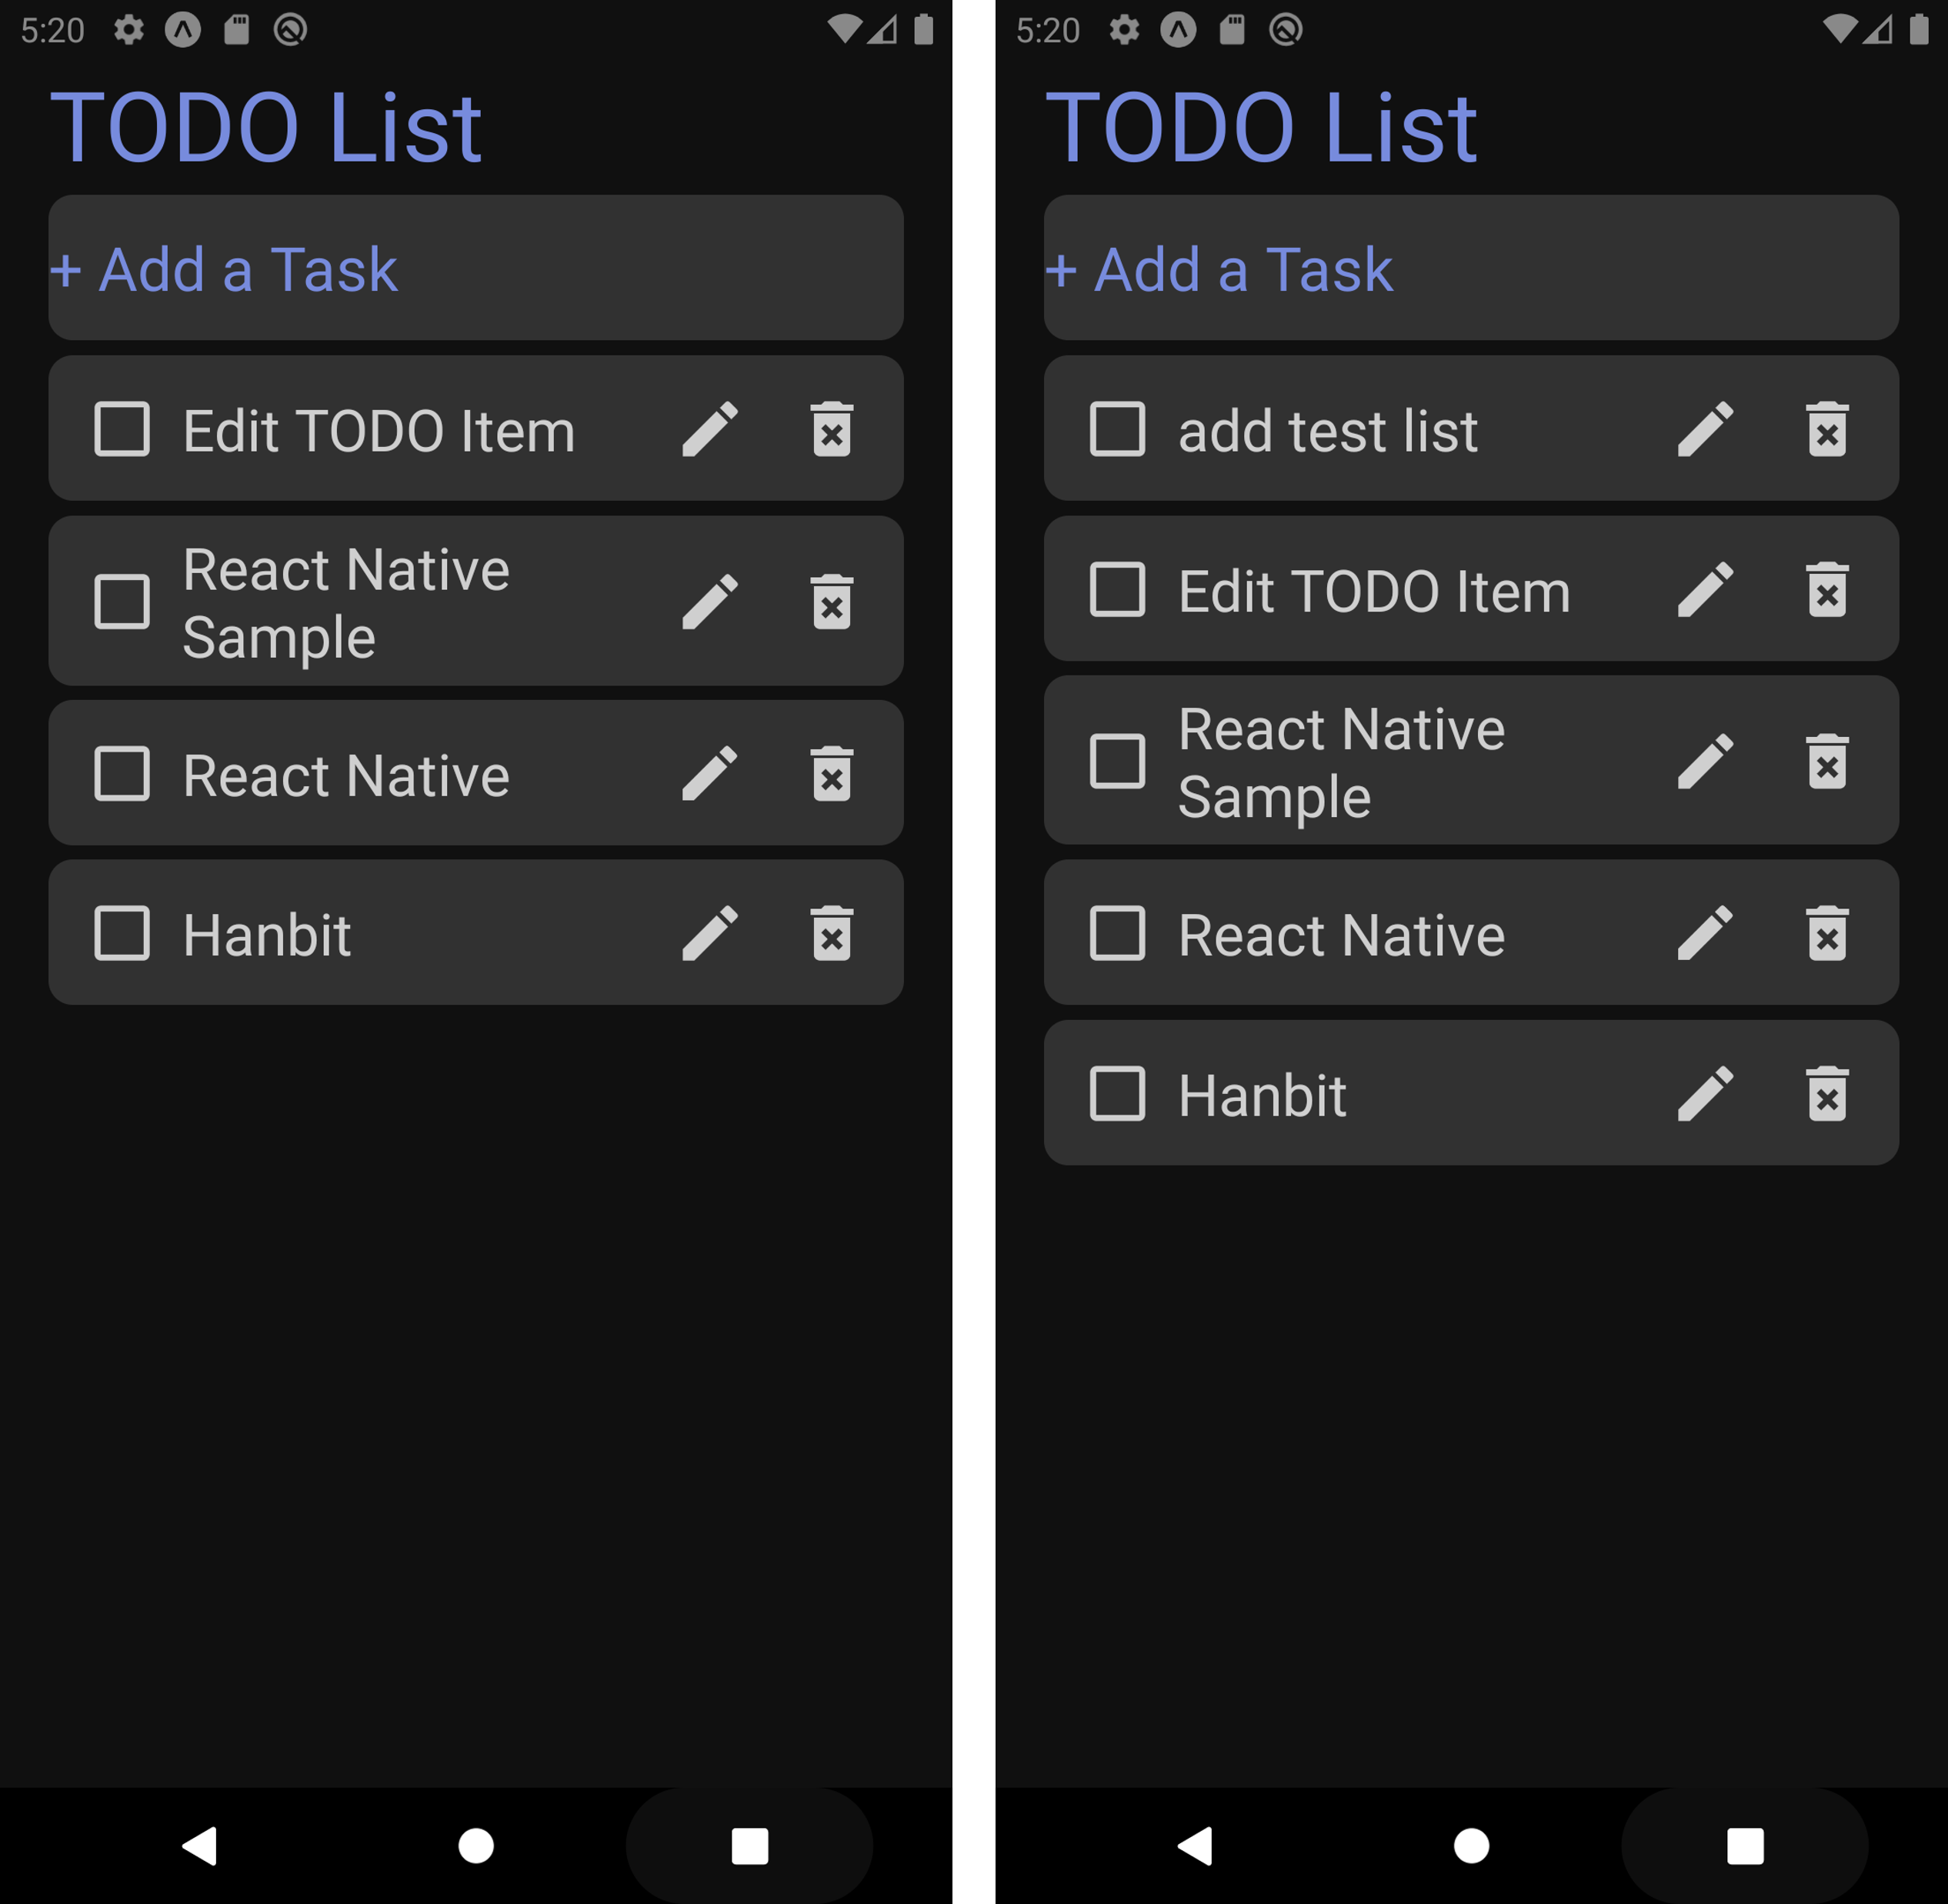 5:20
TODO List
+ Add a Task
Edit TODO Item
React Native
Sample
React Native
Hanbit
5:20
TODO List
+ Add a Task
add test list
Edit TODO Item
React Native
Sample
React Native
Hanbit